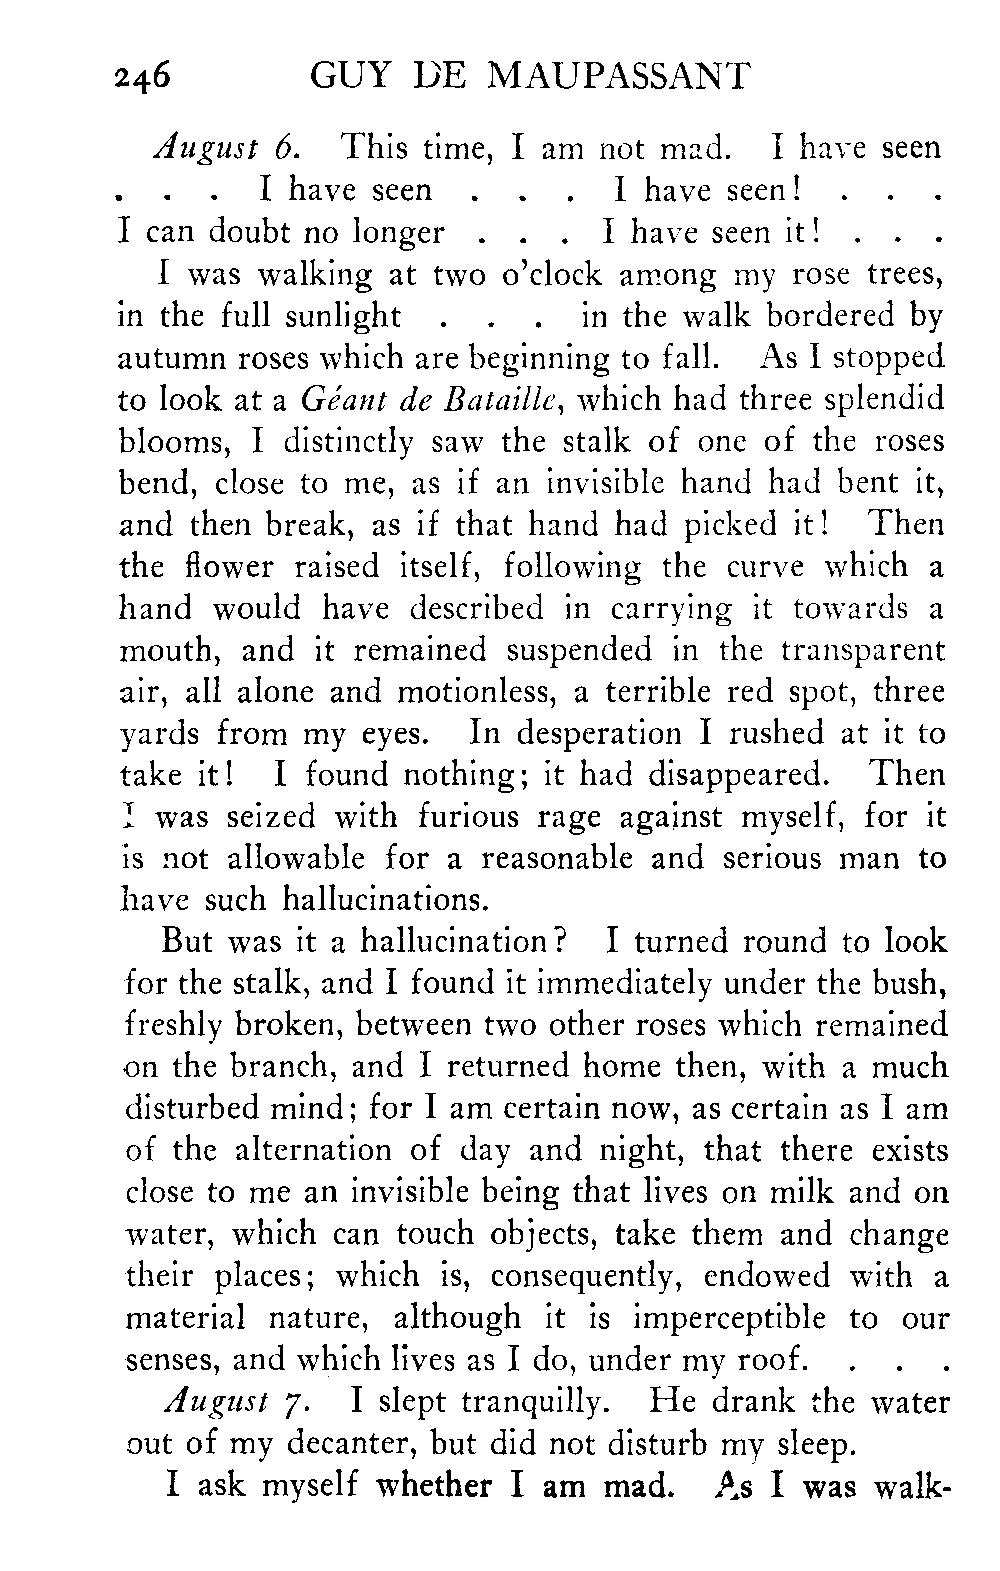 246 GUY DE MAUPASSANT
August 6. This time, I am not mad. I have seen
. . . I have seen . . . I have seen! . . .
I can doubt no longer . . . I have seen it! . . .
I was walking at two o'clock among my rose trees,
in the full sunlight . . . in the walk bordered by
autumn roses which are beginning to fall. As I stopped
to look at a Géant de Bataille, which had three splendid
blooms, I distinctly saw the stalk of one of the roses
bend, close to me, as if an invisible hand had bent it,
and then break, as if that hand had picked it! Then
the flower raised itself, following the curve which a
hand would have described in carrying it towards a
mouth, and it remained suspended in the transparent
air, all alone and motionless, a terrible red spot, three
yards from my eyes. In desperation I rushed at it to
take it! I found nothing; it had disappeared. Then
I was seized with furious rage against myself, for it
is not allowable for a reasonable and serious man to
have such hallucinations.
But was it a hallucination? I turned round to look
for the stalk, and I found it immediately under the bush,
freshly broken, between two other roses which remained
on the branch, and I returned home then, with a much
disturbed mind; for I am certain now, as certain as I am
of the alternation of day and night, that there exists
close to me an invisible being that lives on milk and on
water, which can touch objects, take them and change
their places; which is, consequently, endowed with a
material nature, although it is imperceptible to our
senses, and which lives as I do, under my roof. . . .
August 7. I slept tranquilly. He drank the water
out of my decanter, but did not disturb my sleep.
I ask myself whether I am mad. As I was walk-